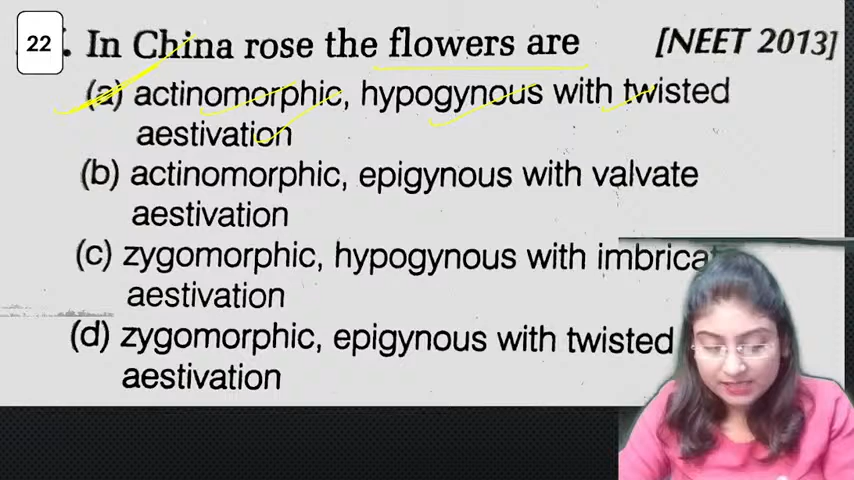 22
. In China rose the flowers are [NEET 2013]
(a) actinomorphic, hypogynous with twisted
aestivation
(b) actinomorphic, epigynous with valvate
aestivation
(c) zygomorphic, hypogynous with
aestivation
(d) zygomorphic, epigynous with twisted
aestivation